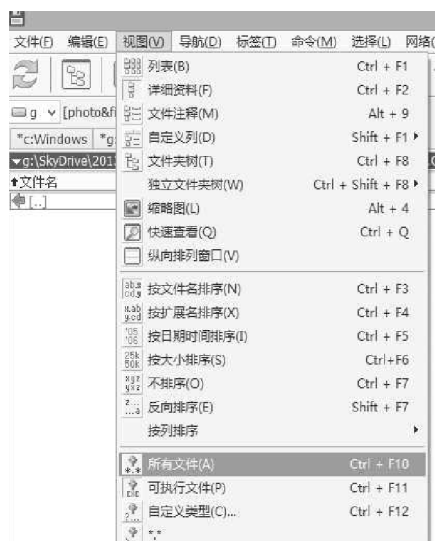 文件(F) 编辑(E) 视图(V) 导航(D) 标签(T) 命令(M) 选择(L) 网络(
列表(B) Ctrl + F1
详细资料(F) Ctrl + F2
g [photo&fi
文件注释(M) Alt + 9
*c:Windows *g:
自定义列(D) Shift + F1
g:\SkyDrive\201
文件夹树(T) Ctrl + F8
文件名
独立文件夹树(W) Ctrl + Shift + F8
[..]
缩略图(L) Alt + 4
快速查看(Q) Ctrl + Q
纵向排列窗口(V)
按文件名排序(N) Ctrl + F3
按扩展名排序(X) Ctrl + F4
按日期时间排序(I) Ctrl + F5
按大小排序(S) Ctrl+F6
不排序(O) Ctrl + F7
反向排序(E) Shift + F7
按列排序
所有文件(A) Ctrl + F10
可执行文件(P) Ctrl + F11
自定义类型(C)... Ctrl + F12
*.*